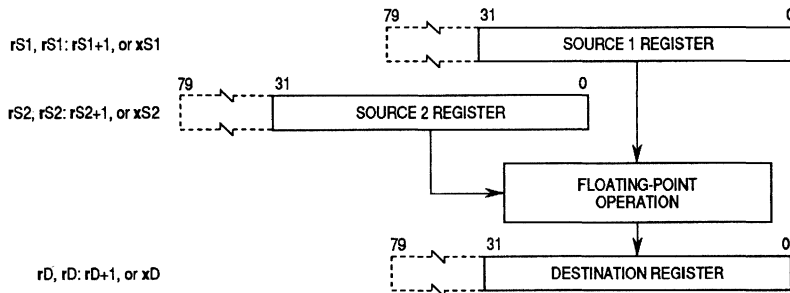 79 31 0
rS1, rS1: rS1+1, or xS1 SOURCE 1 REGISTER
79 31 0
rS2, rS2: rS2+1, or xS2 SOURCE 2 REGISTER
FLOATING-POINT
OPERATION
79 31 0
rD, rD: rD+1, or xD DESTINATION REGISTER